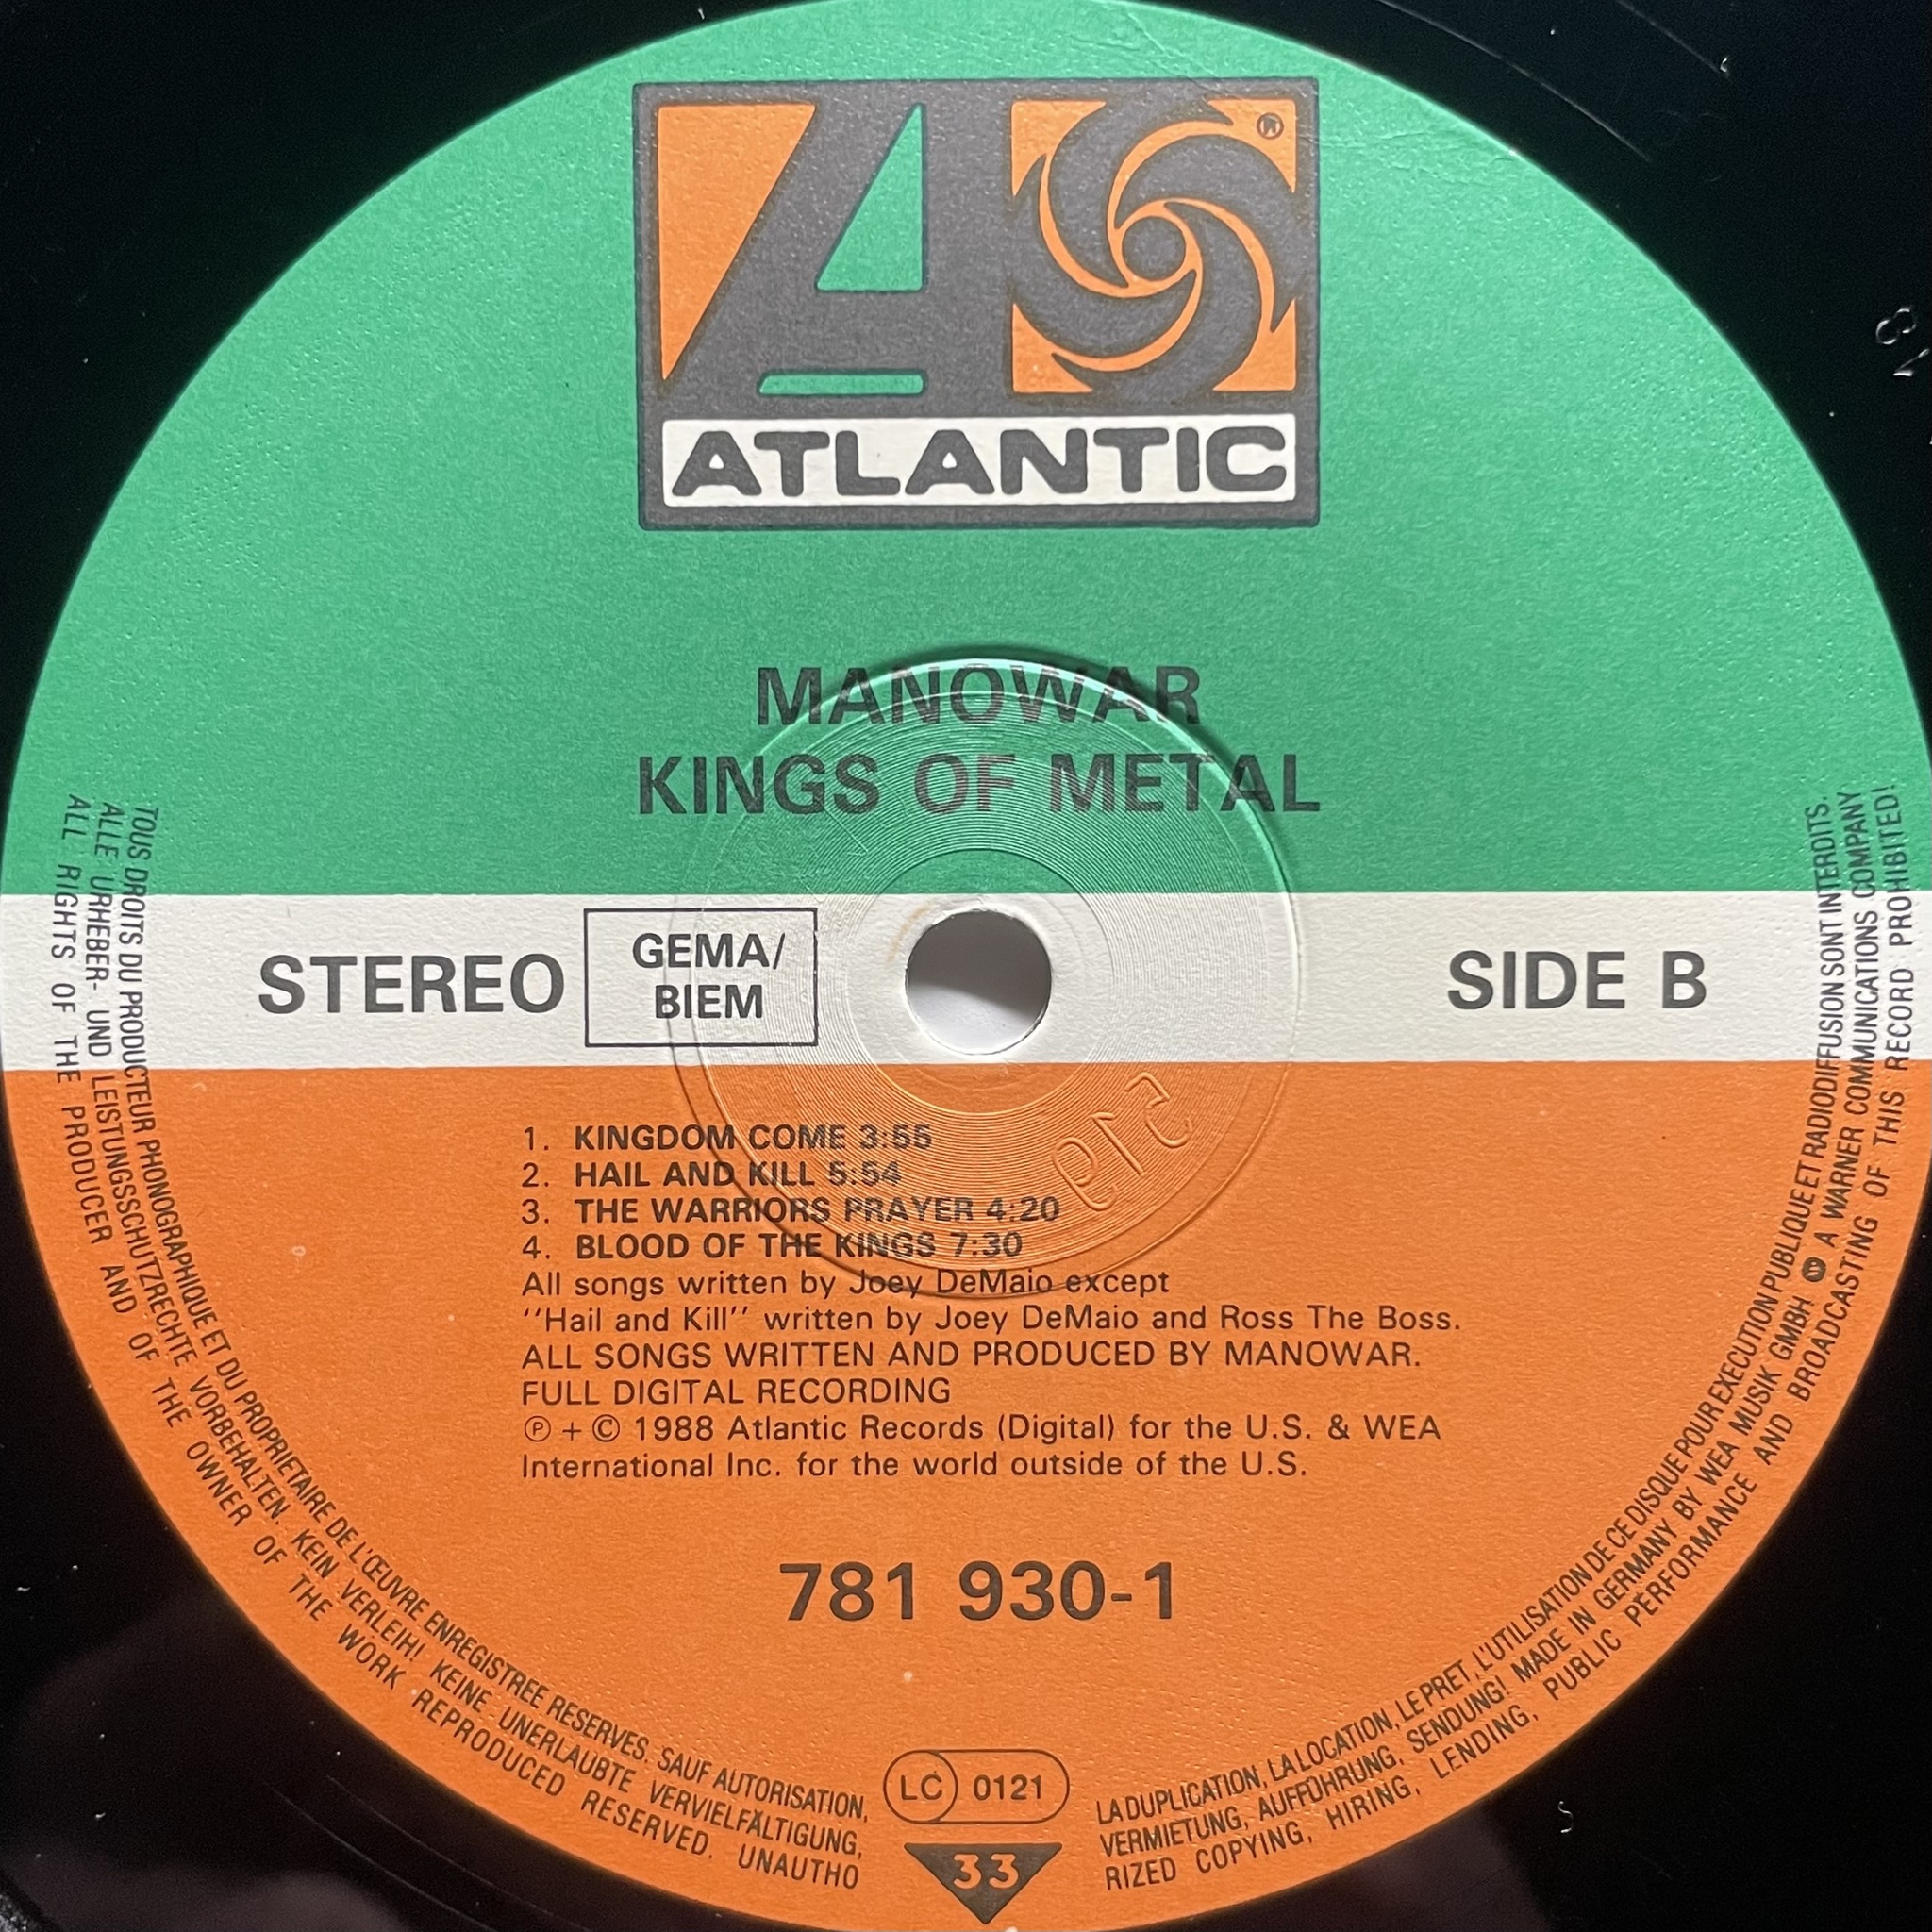 ATLANTIC
MANOWAR
KINGS OF METAL
STEREO
GEMA/
BIEM
SIDE B
1. KINGDOM COME 3:55
2. HAIL AND KILL 5:54
3. THE WARRIORS PRAYER 4:20
4. BLOOD OF THE KINGS 7:30
All songs written by Joey DeMaio except
"Hail and Kill" written by Joey DeMaio and Ross The Boss.
ALL SONGS WRITTEN AND PRODUCED BY MANOWAR.
FULL DIGITAL RECORDING
℗ + © 1988 Atlantic Records (Digital) for the U.S. & WEA
International Inc. for the world outside of the U.S.
781 930-1
LC 0121
33
TOUS DROITS DU PRODUCTEUR PHONOGRAPHIQUE ET DU PROPRIETAIRE DE L'ŒUVRE ENREGISTREE RESERVES. SAUF AUTORISATION, LA DUPLICATION, LA LOCATION, LE PRET, L'UTILISATION DE CE DISQUE POUR EXECUTION PUBLIQUE ET RADIODIFFUSION SONT INTERDITS.
ALLE URHEBER- UND LEISTUNGSSCHUTZRECHTE VORBEHALTEN. KEIN VERLEIH! KEINE UNERLAUBTE VERVIELFÄLTIGUNG, VERMIETUNG, AUFFÜHRUNG, SENDUNG! MADE IN GERMANY BY WEA MUSIK GMBH A WARNER COMMUNICATIONS COMPANY
ALL RIGHTS OF THE PRODUCER AND OF THE OWNER OF THE WORK REPRODUCED RESERVED. UNAUTHORIZED COPYING, HIRING, LENDING, PUBLIC PERFORMANCE AND BROADCASTING OF THIS RECORD PROHIBITED!
519